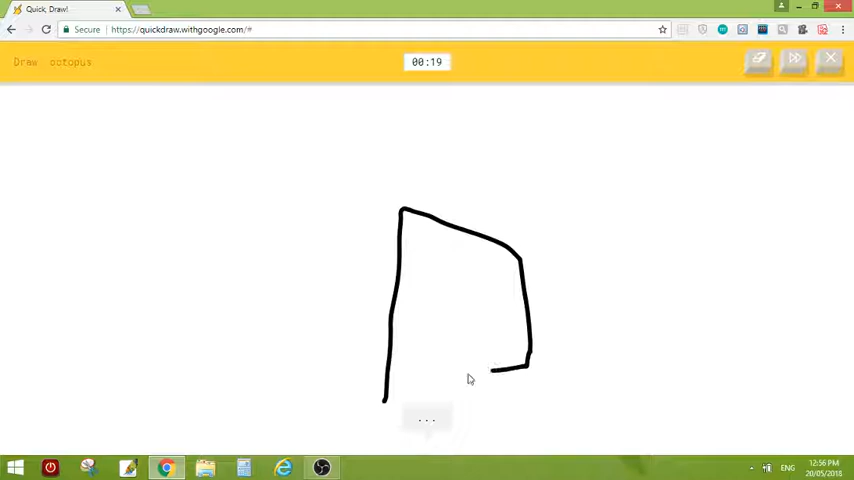 Quick, Draw!
Secure
https://quickdraw.withgoogle.com/#
Draw octopus
00:19
...
ENG
12:56 PM
20/05/2018